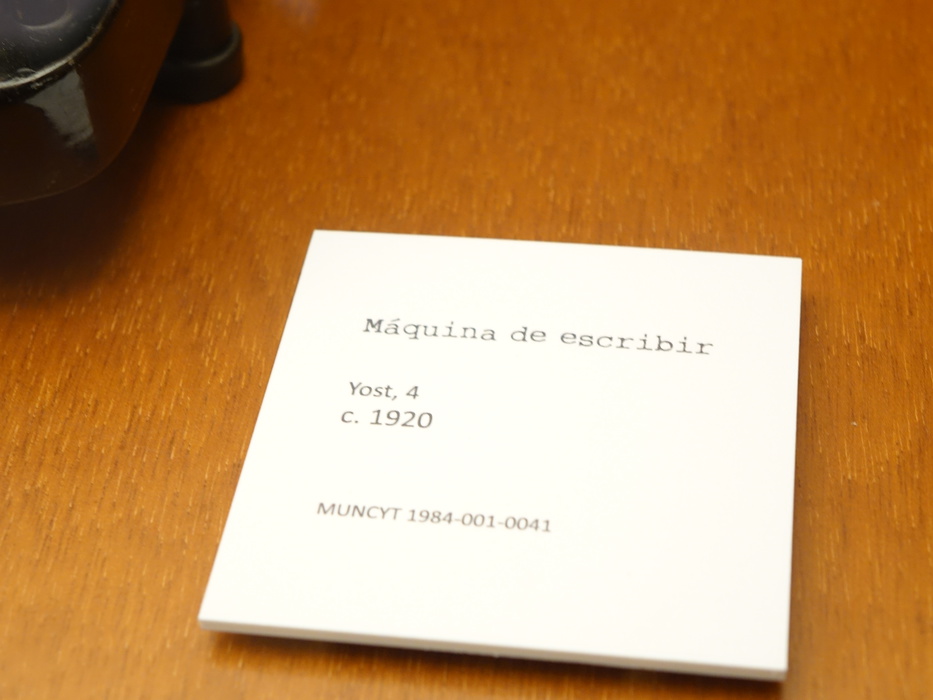 Máquina de escribir
Yost, 4
c. 1920
MUNCYT 1984-001-0041